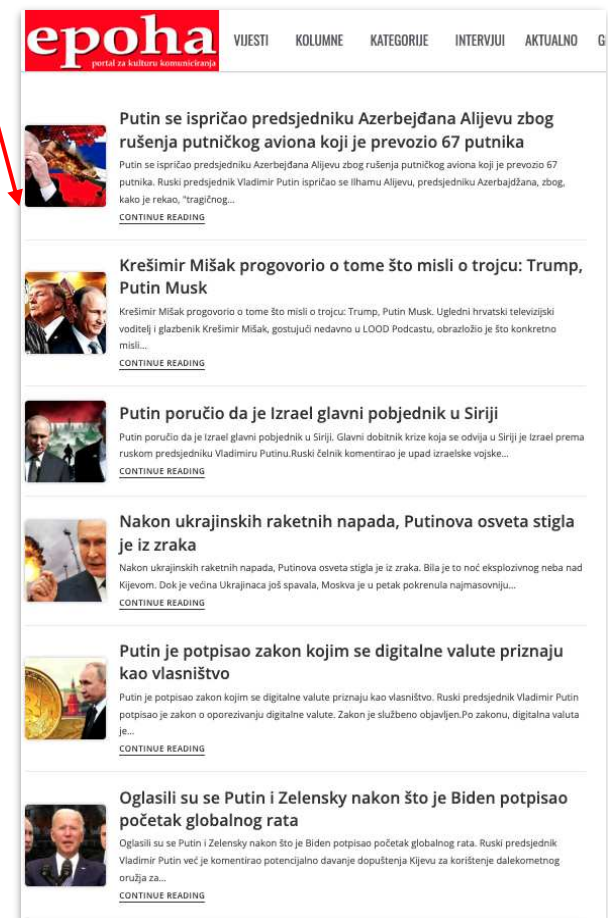 epoha
portal za kulturu komuniciranja
VIJESTI KOLUMNE KATEGORIJE INTERVJUI AKTUALNO G
Putin se ispričao predsjedniku Azerbejđana Alijevu zbog
rušenja putničkog aviona koji je prevozio 67 putnika
Putin se ispričao predsjedniku Azerbejđana Alijevu zbog rušenja putničkog aviona koji je prevozio 67
putnika. Ruski predsjednik Vladimir Putin ispričao se Ilhamu Alijevu, predsjedniku Azerbajdžana, zbog,
kako je rekao, "tragičnog...
CONTINUE READING
Krešimir Mišak progovorio o tome što misli o trojcu: Trump,
Putin Musk
Krešimir Mišak progovorio o tome što misli o trojcu: Trump, Putin Musk. Ugledni hrvatski televizijski
voditelj i glazbenik Krešimir Mišak, gostujući nedavno u LOOD Podcastu, obrazložio je što konkretno
misli...
CONTINUE READING
Putin poručio da je Izrael glavni pobjednik u Siriji
Putin poručio da je Izrael glavni pobjednik u Siriji. Glavni dobitnik krize koja se odvija u Siriji je Izrael prema
ruskom predsjedniku Vladimiru Putinu.Ruski čelnik komentirao je upad izraelske vojske...
CONTINUE READING
Nakon ukrajinskih raketnih napada, Putinova osveta stigla
je iz zraka
Nakon ukrajinskih raketnih napada, Putinova osveta stigla je iz zraka. Bila je to noć eksplozivnog neba nad
Kijevom. Dok je većina Ukrajinaca još spavala, Moskva je u petak pokrenula najmasovniju...
CONTINUE READING
Putin je potpisao zakon kojim se digitalne valute priznaju
kao vlasništvo
Putin je potpisao zakon kojim se digitalne valute priznaju kao vlasništvo. Ruski predsjednik Vladimir Putin
potpisao je zakon o oporezivanju digitalne valute. Zakon je službeno objavljen.Po zakonu, digitalna valuta
je...
CONTINUE READING
Oglasili su se Putin i Zelensky nakon što je Biden potpisao
početak globalnog rata
Oglasili su se Putin i Zelensky nakon što je Biden potpisao početak globalnog rata. Ruski predsjednik
Vladimir Putin već je komentirao potencijalno davanje dopuštenja Kijevu za korištenje dalekometnog
oružja za...
CONTINUE READING